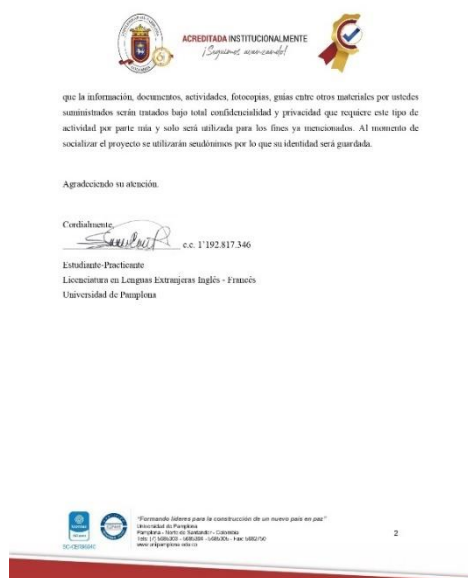 ACREDITADA INSTITUCIONALMENTE
¡Seguimos avanzando!
que la información, documentos, actividades, fotocopias, guías entre otros materiales por ustedes
suministrados serán tratados bajo total confidencialidad y privacidad que requiere este tipo de
actividad por parte mía y solo será utilizada para los fines ya mencionados. Al momento de
socializar el proyecto se utilizarán seudónimos por lo que su identidad será guardada.
Agradeciendo su atención.
Cordialmente,
c.c. 1'192.817.346
Estudiante-Practicante
Licenciatura en Lenguas Extranjeras Inglés - Francés
Universidad de Pamplona
"Formando líderes para la construcción de un nuevo país en paz"
Universidad de Pamplona
Pamplona - Norte de Santander - Colombia
www.unipamplona.edu.co
2